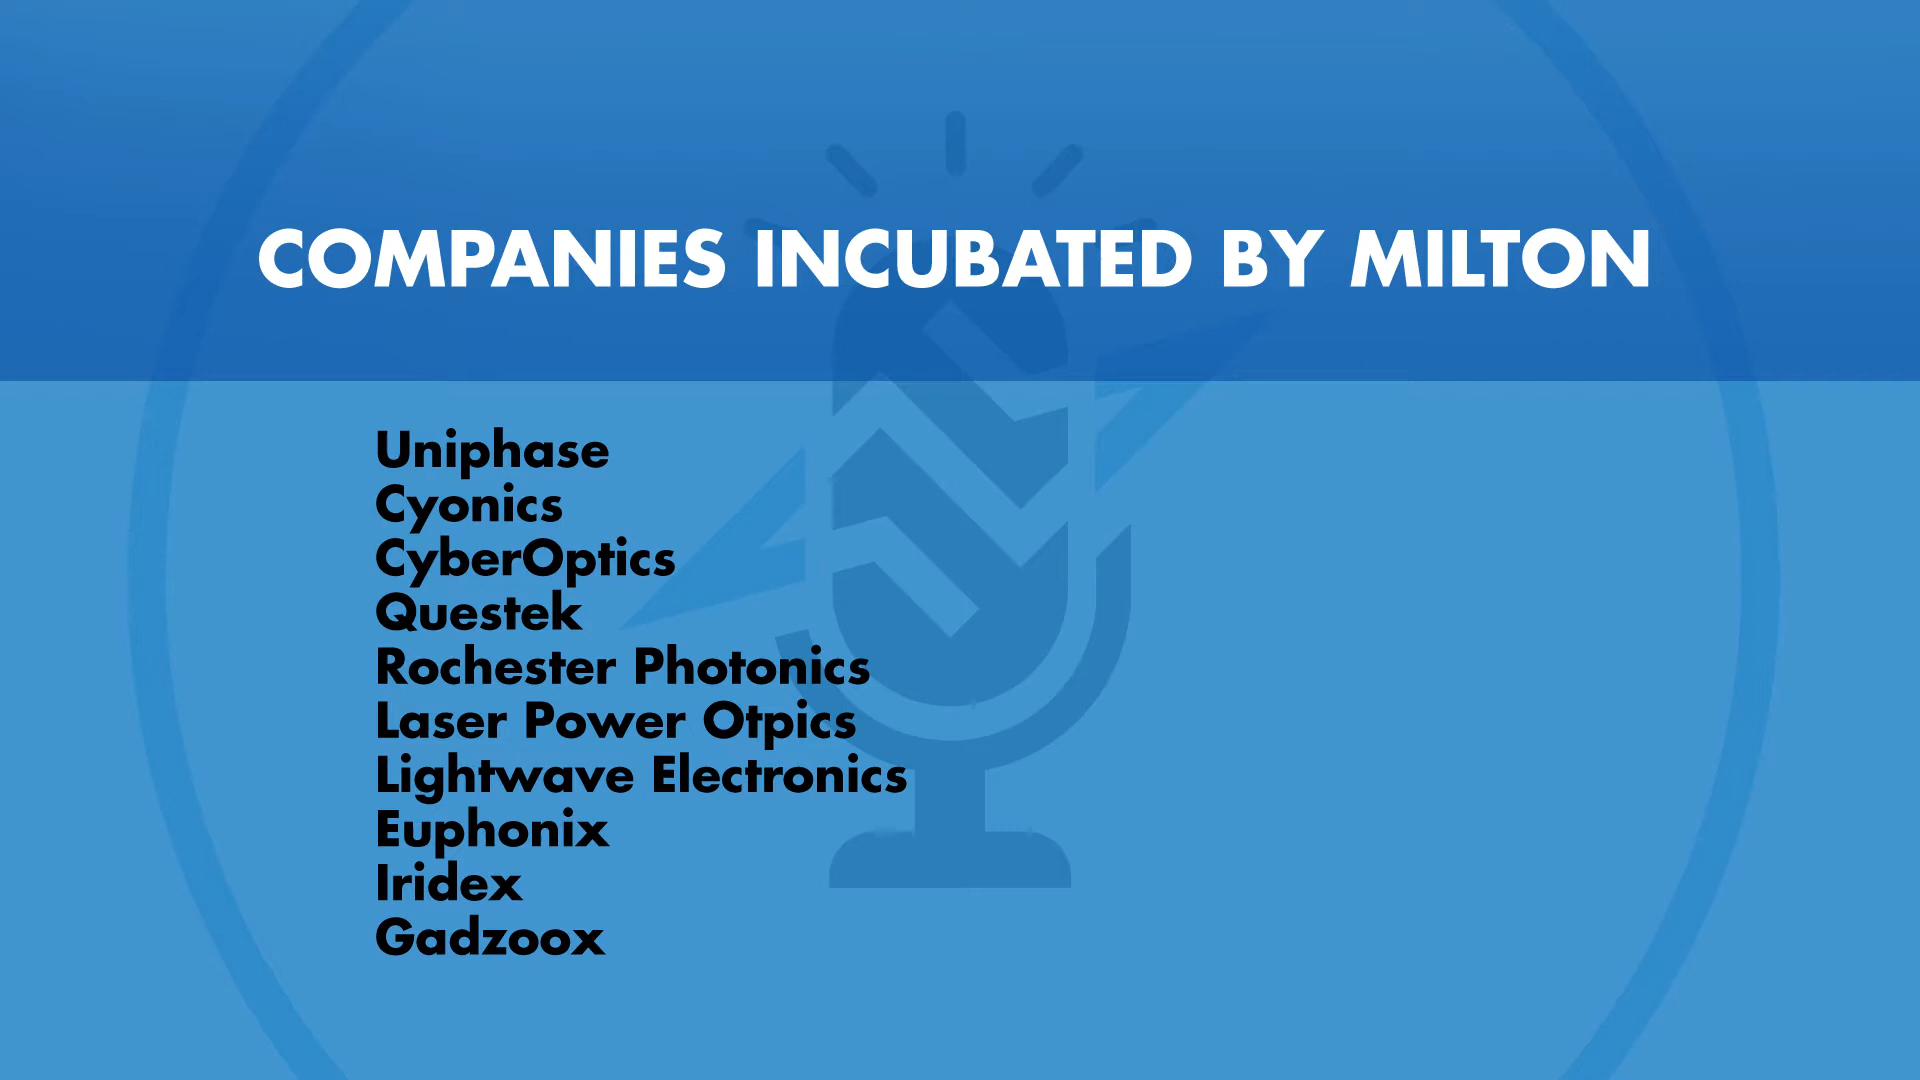 COMPANIES INCUBATED BY MILTON
Uniphase
Cyonics
CyberOptics
Questek
Rochester Photonics
Laser Power Otpics
Lightwave Electronics
Euphonix
Iridex
Gadzoox